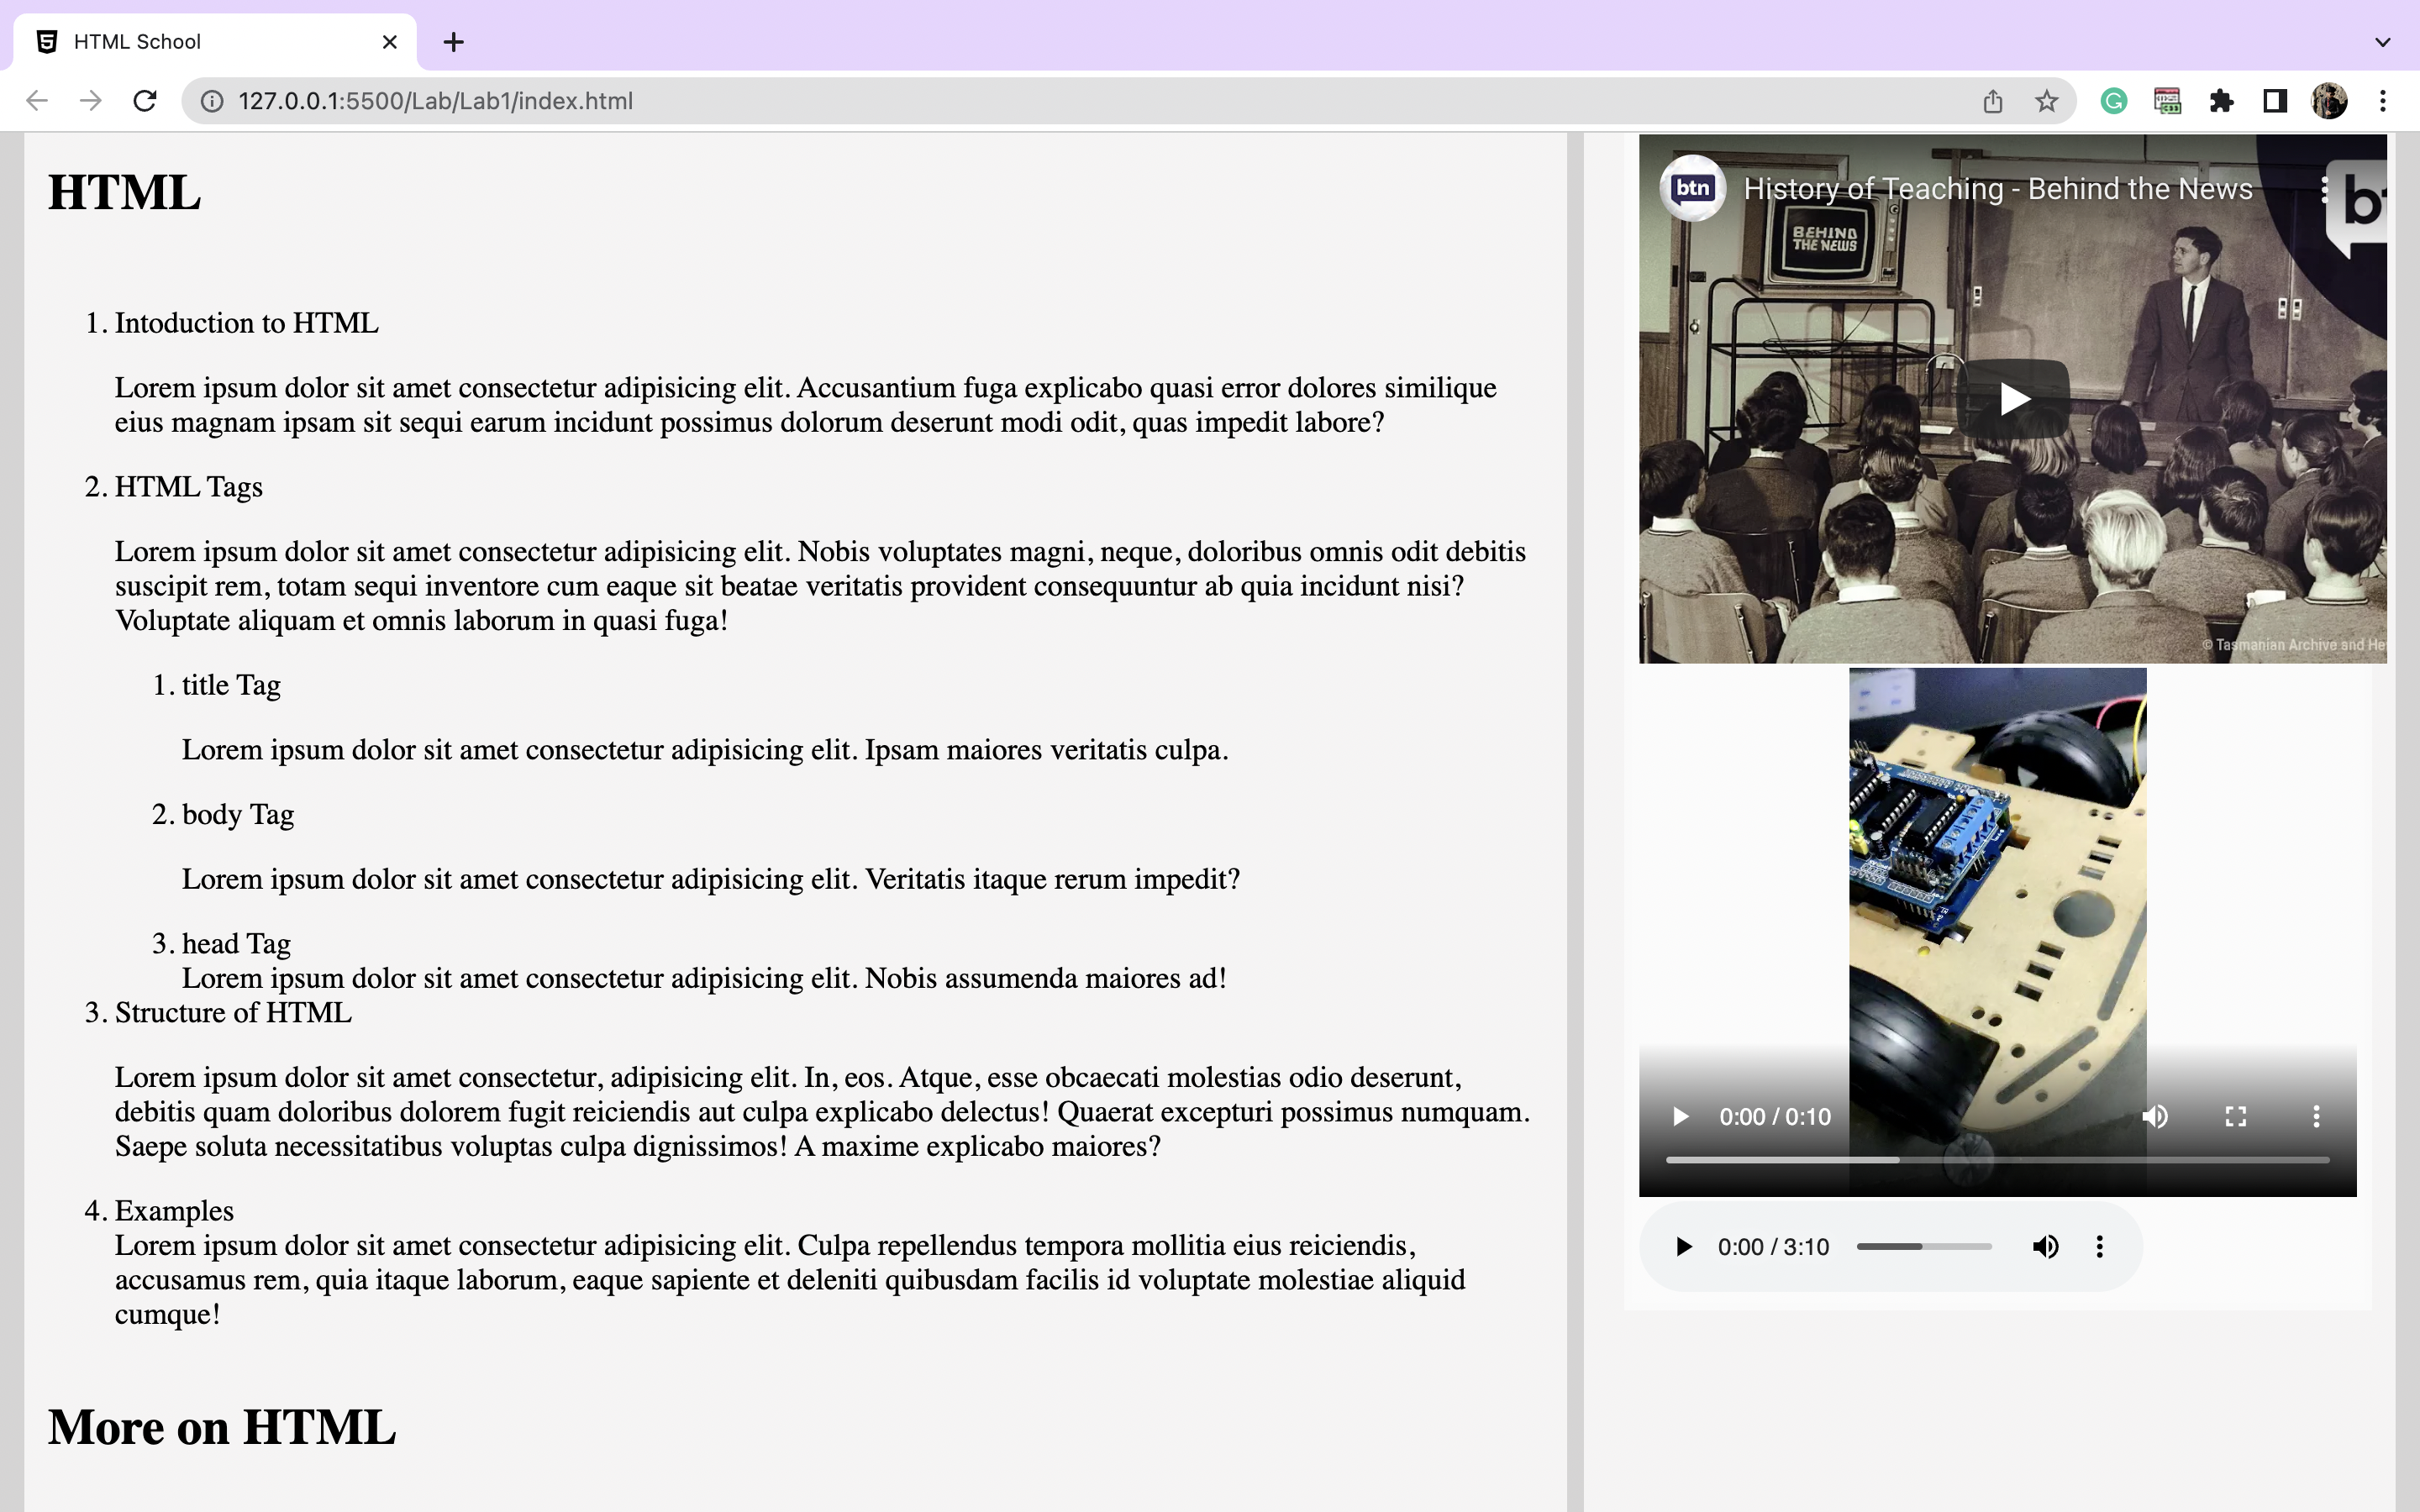 HTML School
127.0.0.1:5500/Lab/Lab1/index.html
HTML
1. Intoduction to HTML
Lorem ipsum dolor sit amet consectetur adipisicing elit. Accusantium fuga explicabo quasi error dolores similique
eius magnam ipsam sit sequi earum incidunt possimus dolorum deserunt modi odit, quas impedit labore?
2. HTML Tags
Lorem ipsum dolor sit amet consectetur adipisicing elit. Nobis voluptates magni, neque, doloribus omnis odit debitis
suscipit rem, totam sequi inventore cum eaque sit beatae veritatis provident consequuntur ab quia incidunt nisi?
Voluptate aliquam et omnis laborum in quasi fuga!
1. title Tag
Lorem ipsum dolor sit amet consectetur adipisicing elit. Ipsam maiores veritatis culpa.
2. body Tag
Lorem ipsum dolor sit amet consectetur adipisicing elit. Veritatis itaque rerum impedit?
3. head Tag
Lorem ipsum dolor sit amet consectetur adipisicing elit. Nobis assumenda maiores ad!
3. Structure of HTML
Lorem ipsum dolor sit amet consectetur, adipisicing elit. In, eos. Atque, esse obcaecati molestias odio deserunt,
debitis quam doloribus dolorem fugit reiciendis aut culpa explicabo delectus! Quaerat excepturi possimus numquam.
Saepe soluta necessitatibus voluptas culpa dignissimos! A maxime explicabo maiores?
4. Examples
Lorem ipsum dolor sit amet consectetur adipisicing elit. Culpa repellendus tempora mollitia eius reiciendis,
accusamus rem, quia itaque laborum, eaque sapiente et deleniti quibusdam facilis id voluptate molestiae aliquid
cumque!
More on HTML
btn
History of Teaching - Behind the News
bt
BEHIND
THE NEWS
© Tasmanian Archive and He
0:00 / 0:10
0:00 / 3:10